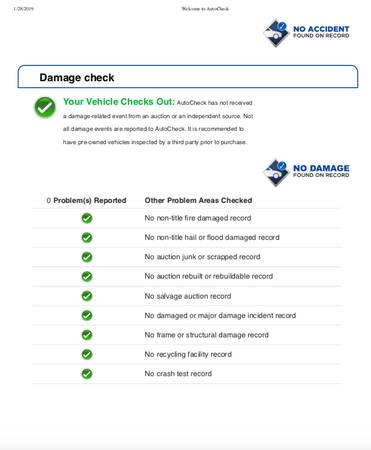 1/28/2019 Welcome to AutoCheck
NO ACCIDENT
FOUND ON RECORD
Damage check
Your Vehicle Checks Out: AutoCheck has not received
a damage-related event from an auction or an independent source. Not
all damage events are reported to AutoCheck. It is recommended to
have pre-owned vehicles inspected by a third party prior to purchase.
NO DAMAGE
FOUND ON RECORD
0 Problem(s) Reported Other Problem Areas Checked
No non-title fire damaged record
No non-title hail or flood damaged record
No auction junk or scrapped record
No auction rebuilt or rebuildable record
No salvage auction record
No damaged or major damage incident record
No frame or structural damage record
No recycling facility record
No crash test record